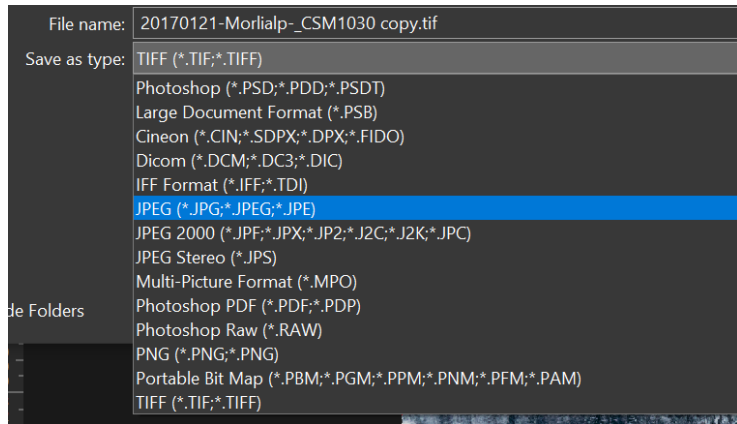 File name: 20170121-Morlialp-_CSM1030 copy.tif
Save as type: TIFF (*.TIF;*.TIFF)
Photoshop (*.PSD;*.PDD;*.PSDT)
Large Document Format (*.PSB)
Cineon (*.CIN;*.SDPX;*.DPX;*.FIDO)
Dicom (*.DCM;*.DC3;*.DIC)
IFF Format (*.IFF;*.TDI)
JPEG (*.JPG;*.JPEG;*.JPE)
JPEG 2000 (*.JPF;*.JPX;*.JP2;*.J2C;*.J2K;*.JPC)
JPEG Stereo (*.JPS)
Multi-Picture Format (*.MPO)
de Folders Photoshop PDF (*.PDF;*.PDP)
Photoshop Raw (*.RAW)
PNG (*.PNG;*.PNG)
Portable Bit Map (*.PBM;*.PGM;*.PPM;*.PNM;*.PFM;*.PAM)
TIFF (*.TIF;*.TIFF)